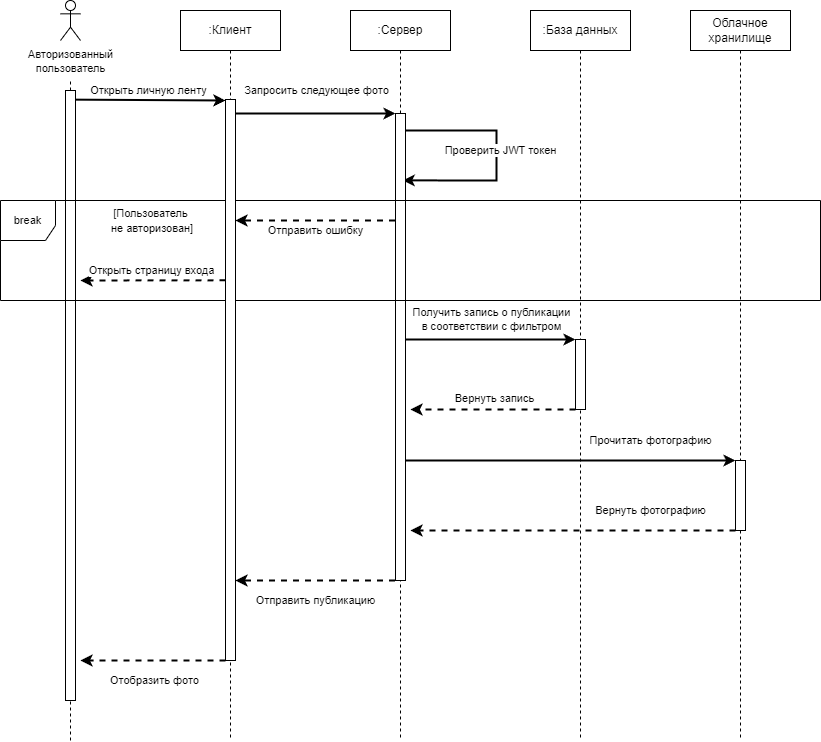 :Клиент
:Сервер
:База данных
Облачное
хранилище
Авторизованный
пользователь
Открыть личную ленту
Запросить следующее фото
Проверить JWT токен
break
[Пользователь
не авторизован]
Отправить ошибку
Открыть страницу входа
Получить запись о публикации
в соответствии с фильтром
Вернуть запись
Прочитать фотографию
Вернуть фотографию
Отправить публикацию
Отобразить фото